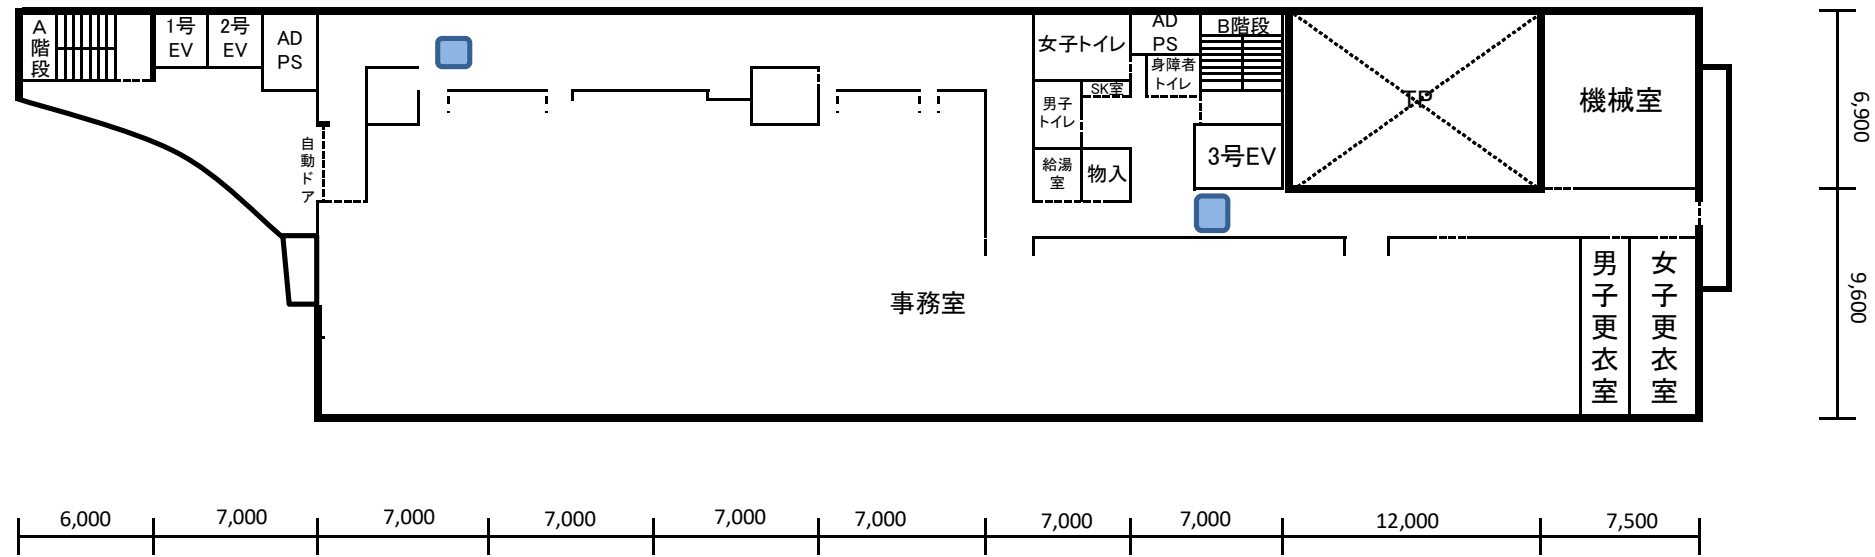 A
階
段
1号
EV
2号
EV
AD
PS
自
動
ド
ア
女子トイレ
AD
PS
B階段
身障者
トイレ
SK室
男子
トイレ
給湯
室
物入
3号EV
TP
機械室
事務室
男
子
更
衣
室
女
子
更
衣
室
6,900
9,600
6,000
7,000
7,000
7,000
7,000
7,000
7,000
7,000
12,000
7,500